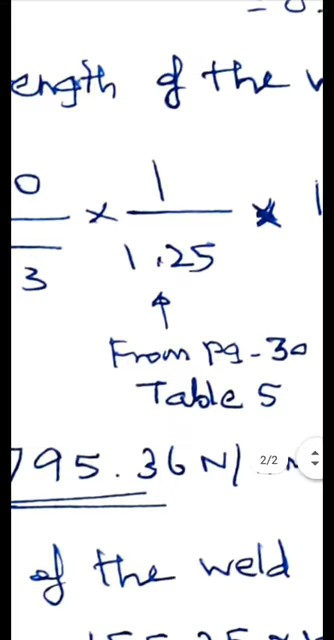 ength of the
0/3 × 1/1.25 *
↑
From pg-30
Table 5
795.36 N/
2/2
of the weld